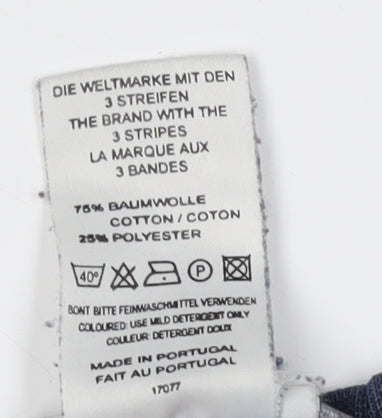 DIE WELTMARKE MIT DEN
3 STREIFEN
THE BRAND WITH THE
3 STRIPES
LA MARQUE AUX
3 BANDES
75% BAUMWOLLE
COTTON / COTON
25% POLYESTER
40° P
BONT BITTE FEINWASCHMITTEL VERWENDEN
COLOURED: USE MILD DETERGENT ONLY
COULEUR: DETERGENT DOUX
MADE IN PORTUGAL
FAIT AU PORTUGAL
17077